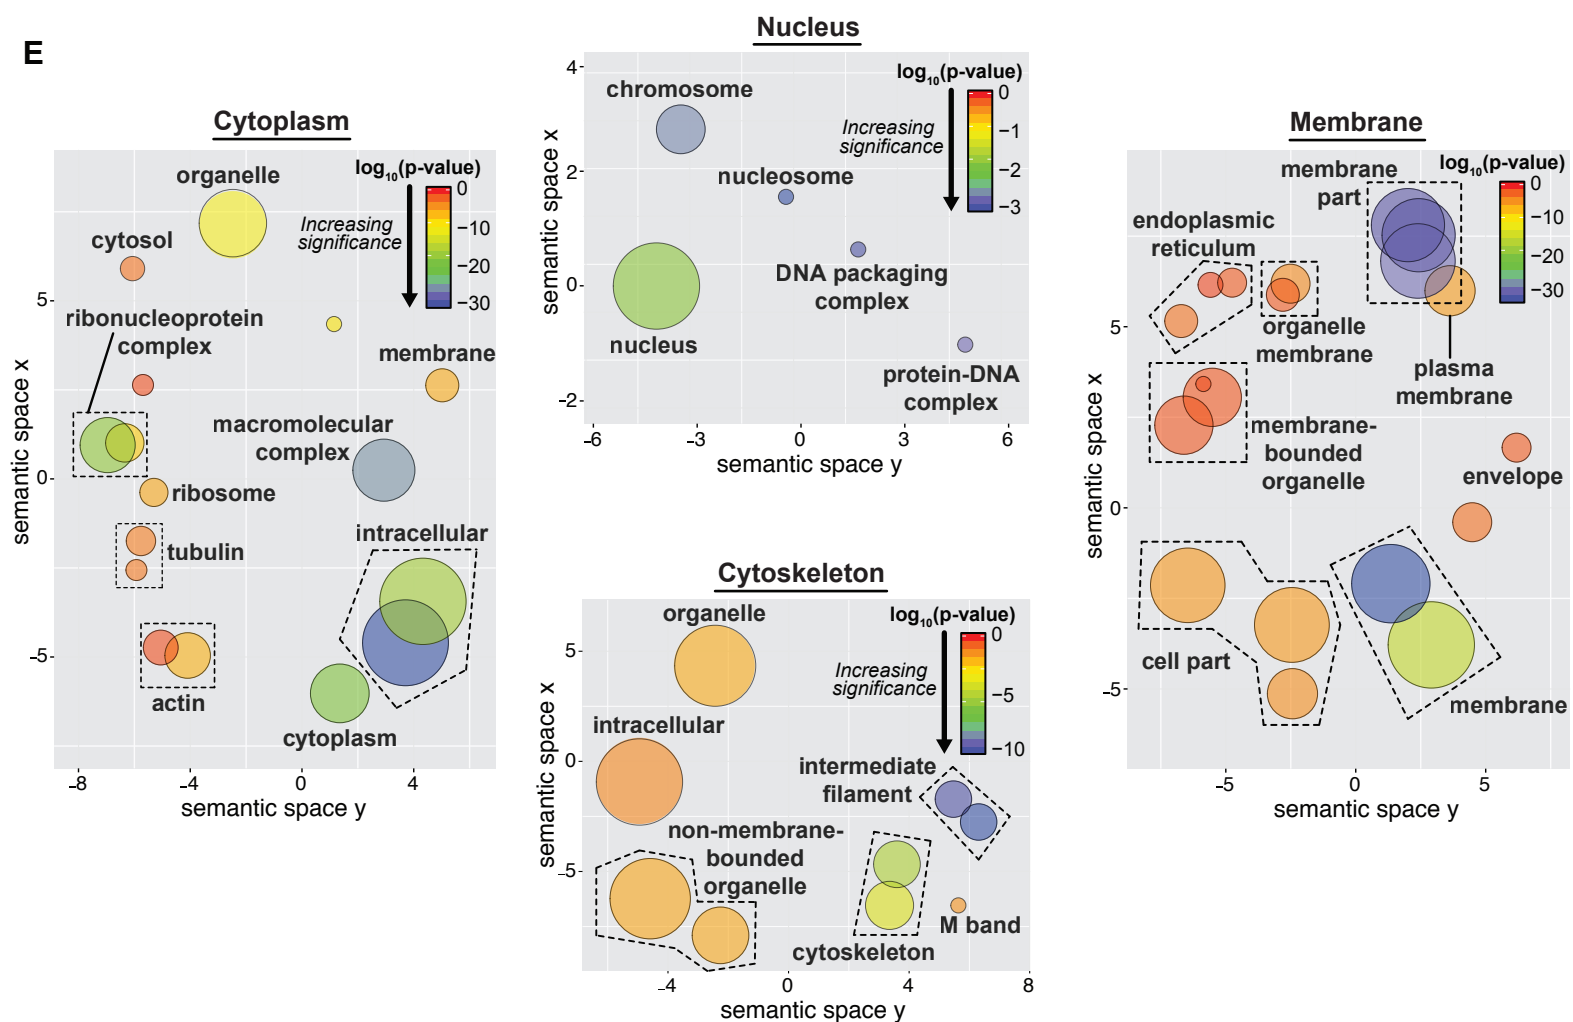 E
Cytoplasm
organelle
log10(p-value)
0
−10
−20
−30
Increasing
significance
cytosol
ribonucleoprotein
complex
membrane
macromolecular
complex
ribosome
tubulin
intracellular
actin
cytoplasm
5
0
−5
semantic space x
−8
−4
0
4
semantic space y
Nucleus
log10(p-value)
0
−1
−2
−3
Increasing
significance
chromosome
nucleosome
DNA packaging
complex
nucleus
protein-DNA
complex
4
2
0
−2
semantic space x
−6
−3
0
3
6
semantic space y
Cytoskeleton
organelle
log10(p-value)
0
−5
−10
Increasing
significance
intracellular
intermediate
filament
non-membrane-
bounded
organelle
M band
cytoskeleton
5
0
−5
semantic space x
−4
0
4
8
semantic space y
Membrane
membrane
part
log10(p-value)
0
−10
−20
−30
endoplasmic
reticulum
organelle
membrane
plasma
membrane
membrane-
bounded
organelle
envelope
cell part
membrane
5
0
−5
semantic space x
−5
0
5
semantic space y